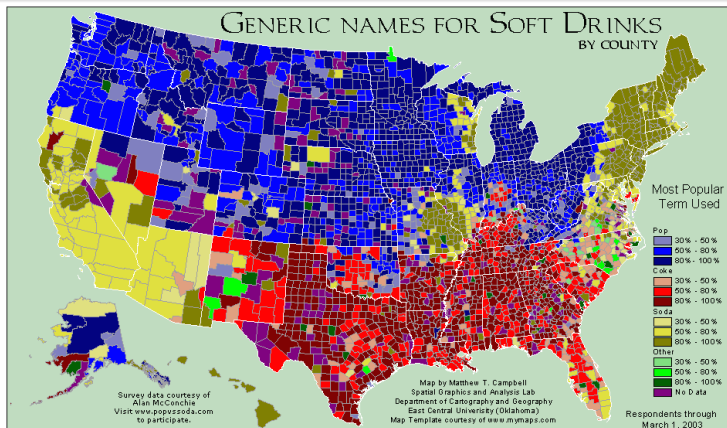 GENERIC NAMES FOR SOFT DRINKS
BY COUNTY
Most Popular
Term Used
Pop
30% - 50%
50% - 80%
80% - 100%
Coke
30% - 50%
50% - 80%
80% - 100%
Soda
30% - 50%
50% - 80%
80% - 100%
Other
30% - 50%
50% - 80%
80% - 100%
No Data
Survey data courtesy of
Alan McConchie
Visit www.popvssoda.com
to participate.
Map by Matthew T. Campbell
Spatial Graphics and Analysis Lab
Department of Cartography and Geography
East Central University (Oklahoma)
Map Template courtesy of www.mymaps.com
Respondents through
March 1, 2003